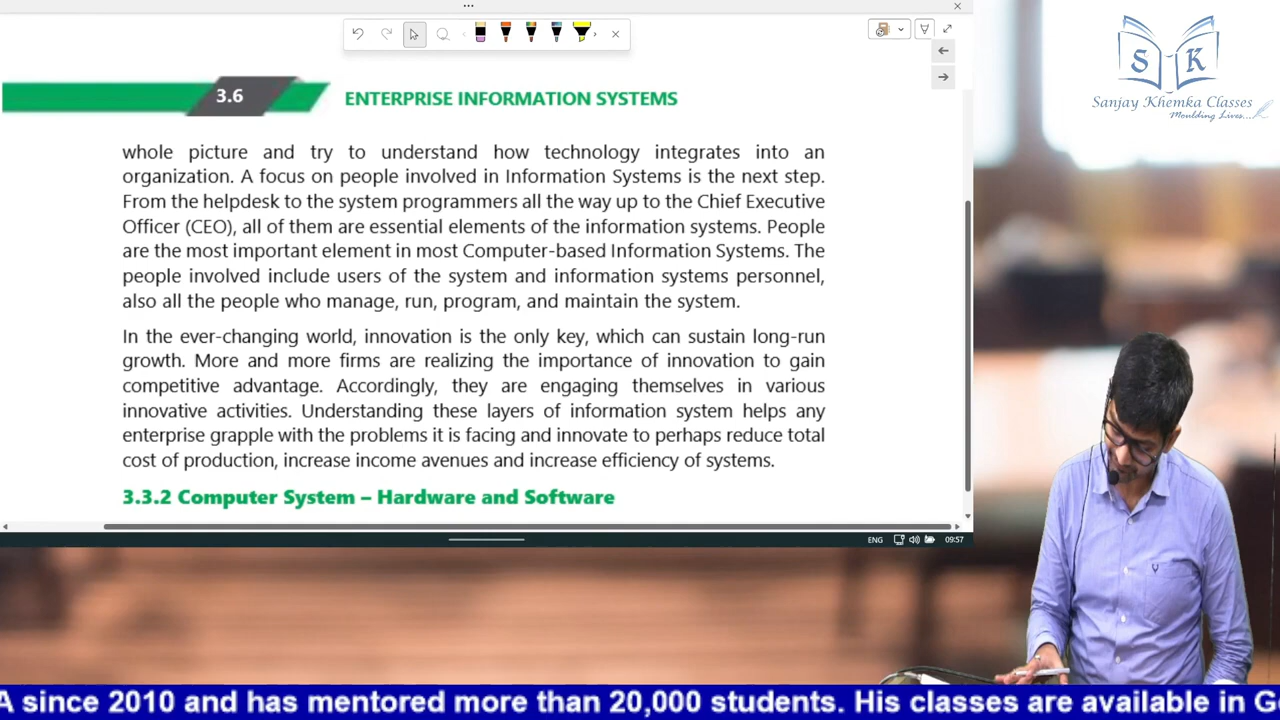 3.6
ENTERPRISE INFORMATION SYSTEMS
whole picture and try to understand how technology integrates into an
organization. A focus on people involved in Information Systems is the next step.
From the helpdesk to the system programmers all the way up to the Chief Executive
Officer (CEO), all of them are essential elements of the information systems. People
are the most important element in most Computer-based Information Systems. The
people involved include users of the system and information systems personnel,
also all the people who manage, run, program, and maintain the system.
In the ever-changing world, innovation is the only key, which can sustain long-run
growth. More and more firms are realizing the importance of innovation to gain
competitive advantage. Accordingly, they are engaging themselves in various
innovative activities. Understanding these layers of information system helps any
enterprise grapple with the problems it is facing and innovate to perhaps reduce total
cost of production, increase income avenues and increase efficiency of systems.
3.3.2 Computer System – Hardware and Software
ENG 09:57
S K
Sanjay Khemka Classes
Moulding Lives...
A since 2010 and has mentored more than 20,000 students. His classes are available in G